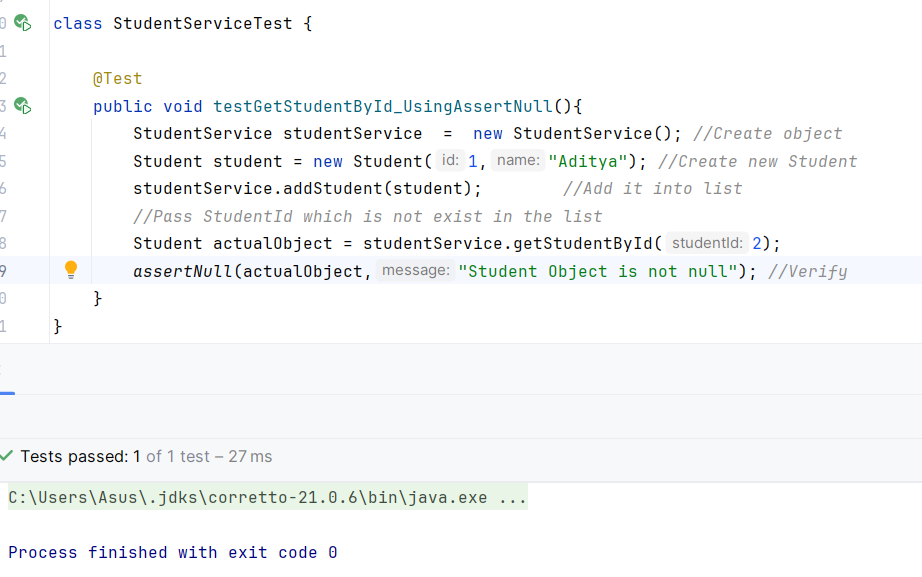 0 class StudentServiceTest {
1
2 @Test
3 public void testGetStudentById_UsingAssertNull(){
4 StudentService studentService  =  new StudentService(); //Create object
5 Student student = new Student( id: 1, name: "Aditya"); //Create new Student
6 studentService.addStudent(student);        //Add it into list
7 //Pass StudentId which is not exist in the list
8 Student actualObject = studentService.getStudentById( studentId: 2);
9 assertNull(actualObject, message: "Student Object is not null"); //Verify
0 }
1 }
Tests passed: 1 of 1 test – 27 ms
C:\Users\Asus\.jdks\corretto-21.0.6\bin\java.exe ...
Process finished with exit code 0